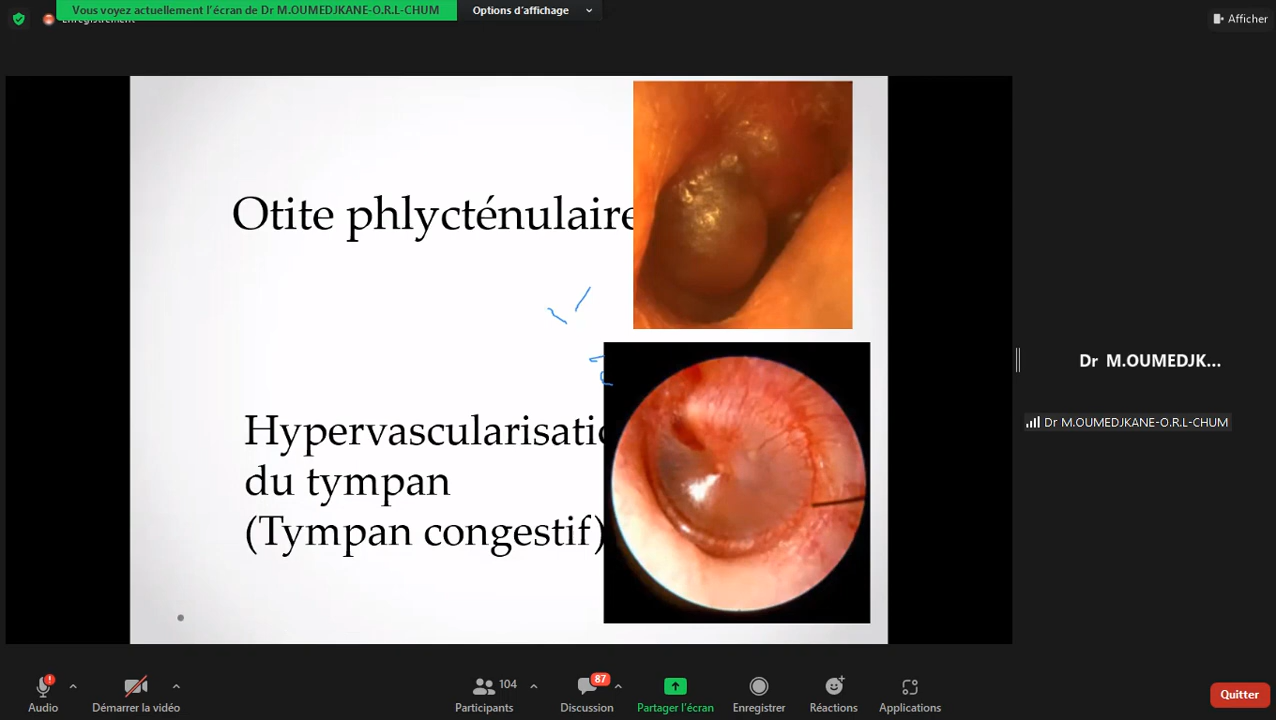 Vous voyez actuellement l'écran de Dr M.OUMEDJKANE-O.R.L-CHUM
Options d'affichage
Enregistrement
Afficher
Otite phlycténulaire
Hypervascularisatio
du tympan
(Tympan congestif)
Dr M.OUMEDJK...
Dr M.OUMEDJKANE-O.R.L-CHUM
Audio
Démarrer la vidéo
Participants
104
Discussion
87
Partager l'écran
Enregistrer
Réactions
Applications
Quitter